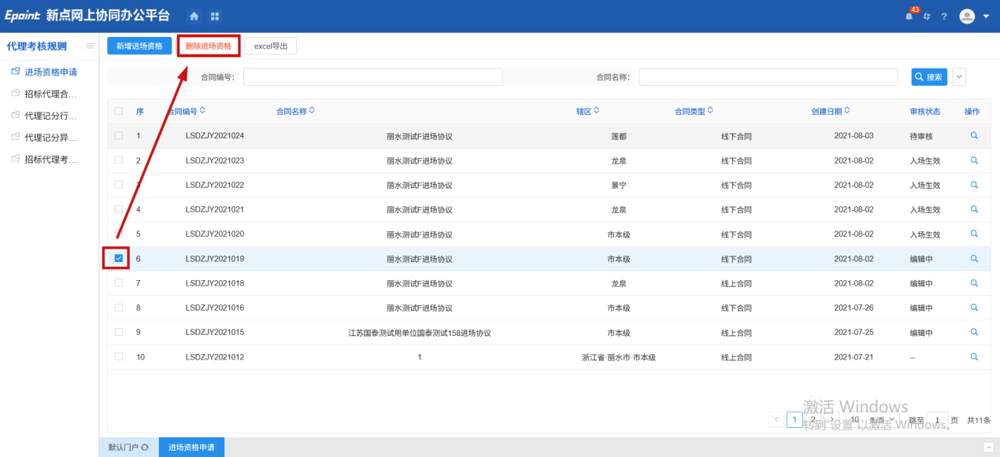 Epoint 新点网上协同办公平台
43
?
代理考核规则
进场资格申请
招标代理合...
代理记分行...
代理记分异...
招标代理考...
新增进场资格 删除进场资格 excel导出
合同编号： 合同名称： 搜索
序 合同编号 合同名称 辖区 合同类型 创建日期 审核状态 操作
1 LSDZJY2021024 丽水测试F进场协议 莲都 线下合同 2021-08-03 待审核
2 LSDZJY2021023 丽水测试F进场协议 龙泉 线下合同 2021-08-02 入场生效
3 LSDZJY2021022 丽水测试F进场协议 景宁 线下合同 2021-08-02 入场生效
4 LSDZJY2021021 丽水测试F进场协议 龙泉 线下合同 2021-08-02 入场生效
5 LSDZJY2021020 丽水测试F进场协议 市本级 线下合同 2021-08-02 入场生效
6 LSDZJY2021019 丽水测试F进场协议 市本级 线下合同 2021-08-02 编辑中
7 LSDZJY2021018 丽水测试F进场协议 龙泉 线上合同 2021-08-02 编辑中
8 LSDZJY2021016 丽水测试F进场协议 市本级 线下合同 2021-07-26 编辑中
9 LSDZJY2021015 江苏国泰测试用单位国泰测试158进场协议 市本级 线上合同 2021-07-25 编辑中
10 LSDZJY2021012 1 浙江省·丽水市·市本级 线上合同 2021-07-21 --
激活 Windows
1 2 10 条/页 跳至 1 页 共11条
转到"设置"以激活 Windows。
默认门户 进场资格申请